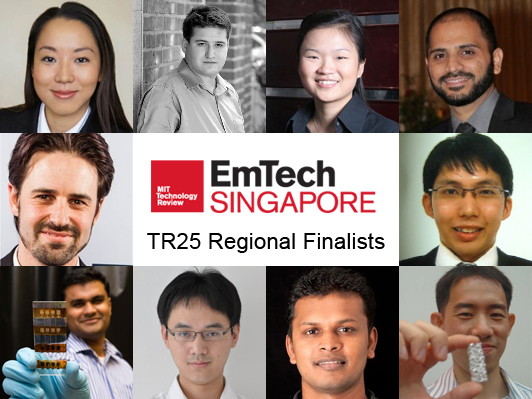 MIT
Technology
Review
EmTech
SINGAPORE
TR25 Regional Finalists